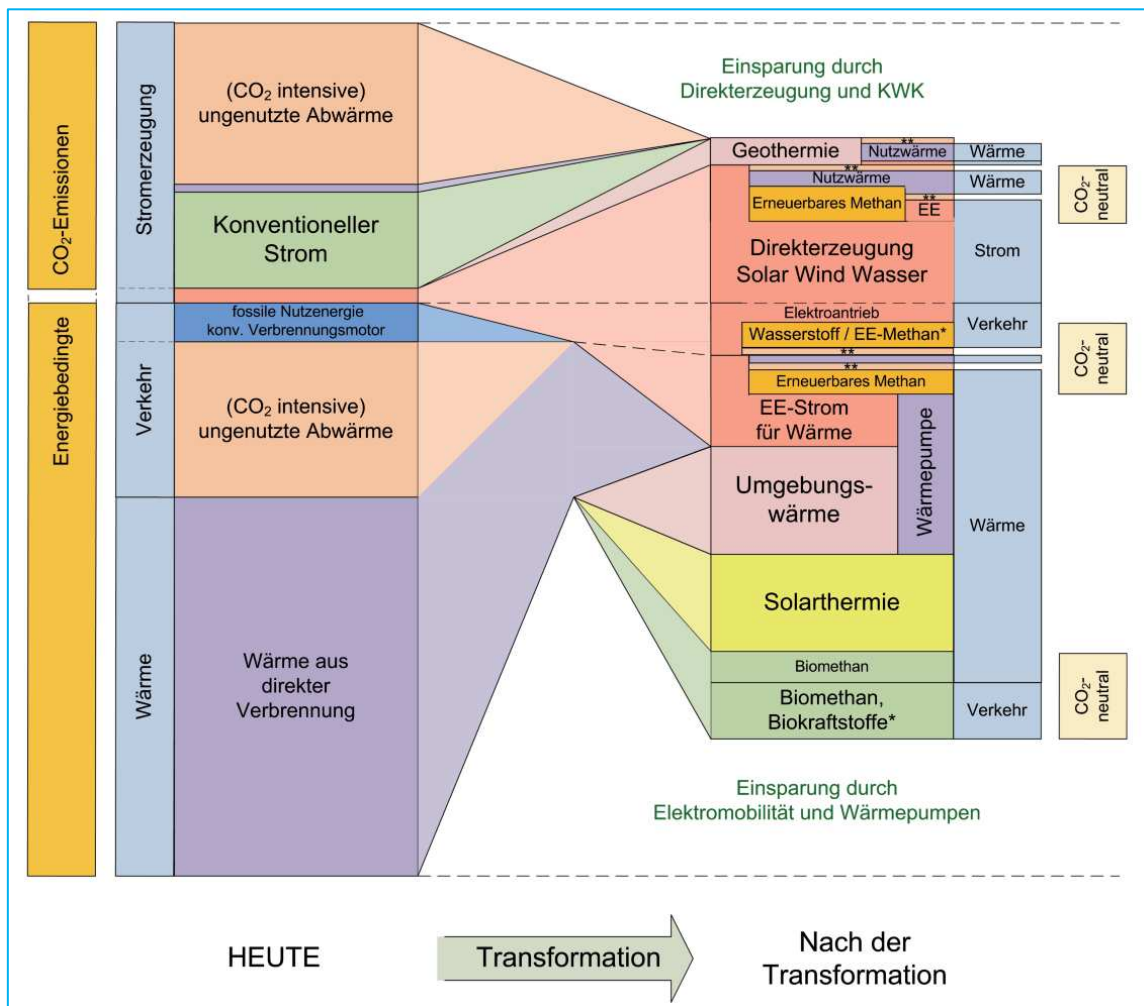 Energiebedingte
CO₂-Emissionen
Stromerzeugung
Verkehr
Wärme
(CO₂ intensive)
ungenutzte Abwärme
Konventioneller
Strom
fossile Nutzenergie
konv. Verbrennungsmotor
(CO₂ intensive)
ungenutzte Abwärme
Wärme aus
direkter
Verbrennung
Einsparung durch
Direkterzeugung und KWK
Geothermie
**
Nutzwärme
Wärme
**
Nutzwärme
Wärme
Erneuerbares Methan
**
EE
Direkterzeugung
Solar Wind Wasser
Strom
Elektroantrieb
Wasserstoff / EE-Methan*
Verkehr
**
**
Erneuerbares Methan
EE-Strom
für Wärme
Umgebungs-
wärme
Wärmepumpe
Wärme
Solarthermie
Biomethan
Biomethan,
Biokraftstoffe*
Verkehr
CO₂-
neutral
CO₂-
neutral
CO₂-
neutral
Einsparung durch
Elektromobilität und Wärmepumpen
HEUTE
Transformation
Nach der
Transformation